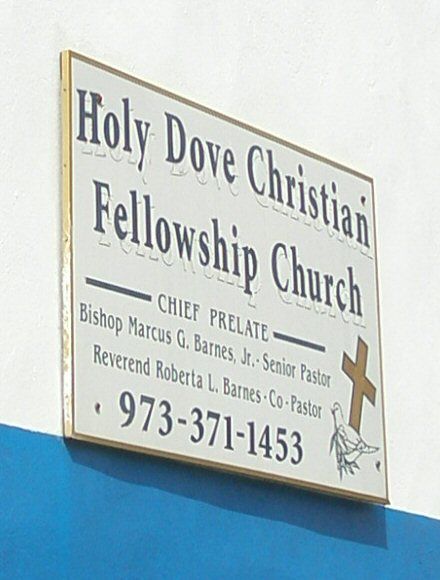 Holy Dove Christian
Fellowship Church
CHIEF PRELATE
Bishop Marcus G. Barnes, Jr. · Senior Pastor
Reverend Roberta L. Barnes · Co - Pastor
973-371-1453